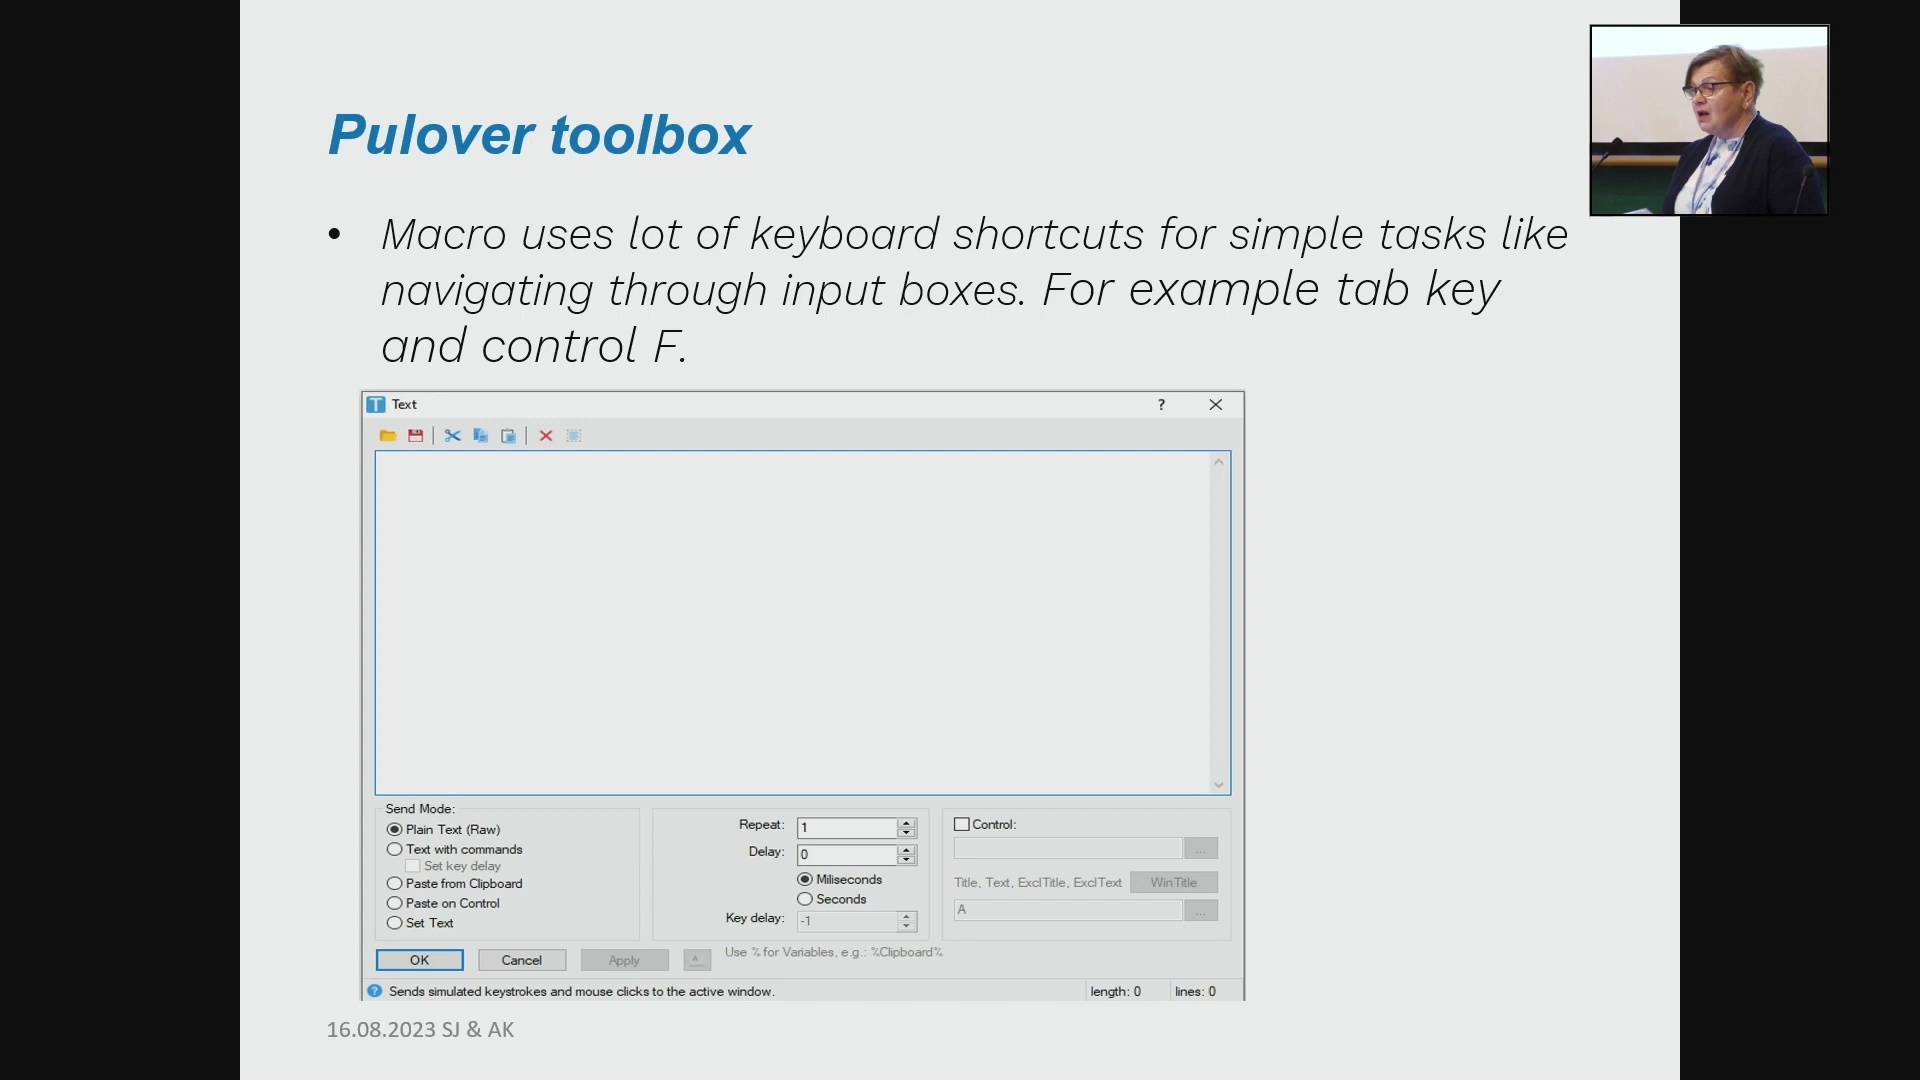 Pulover toolbox
• Macro uses lot of keyboard shortcuts for simple tasks like
navigating through input boxes. For example tab key
and control F.
Text ?
Send Mode:
Plain Text (Raw)
Text with commands
Set key delay
Paste from Clipboard
Paste on Control
Set Text
Repeat: 1
Delay: 0
Miliseconds
Seconds
Key delay: -1
Control:
...
Title, Text, ExclTitle, ExclText WinTitle
A ...
OK Cancel Apply
Use % for Variables, e.g.: %Clipboard%
Sends simulated keystrokes and mouse clicks to the active window. length: 0 lines: 0
16.08.2023 SJ & AK